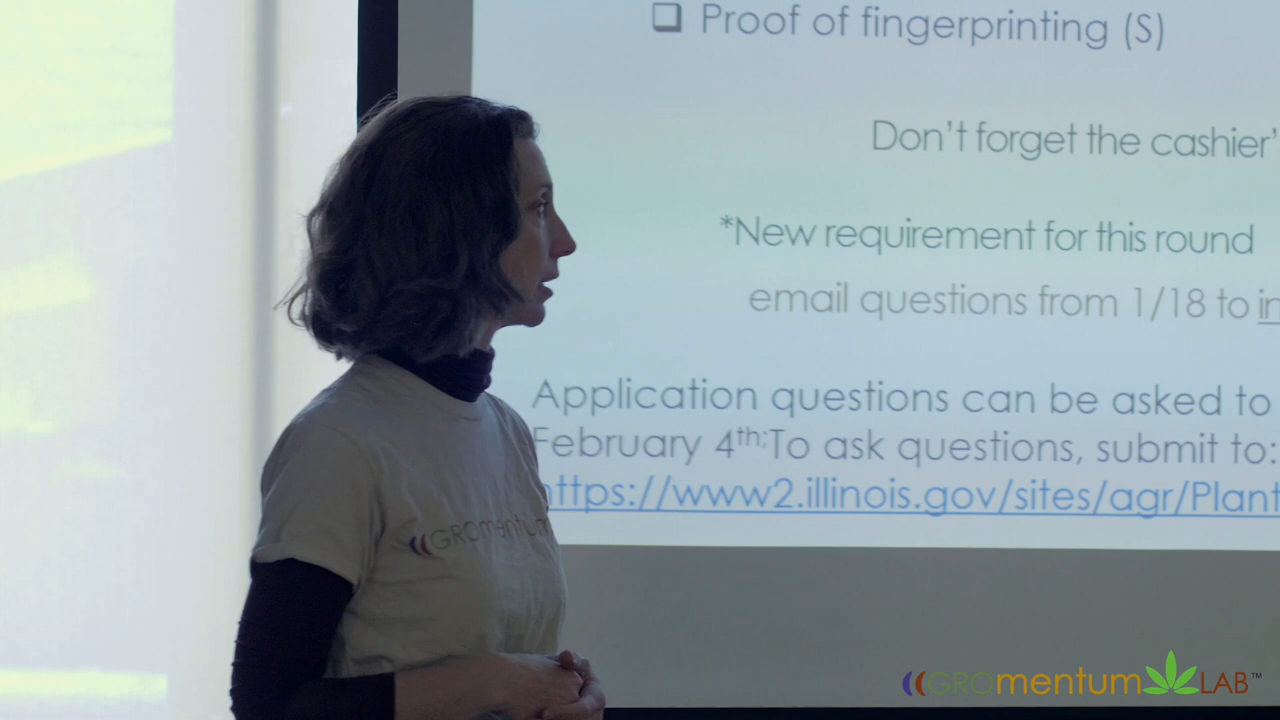 ❑ Proof of fingerprinting (S)
Don't forget the cashier'
*New requirement for this round
email questions from 1/18 to in
Application questions can be asked to
February 4th;To ask questions, submit to:
https://www2.illinois.gov/sites/agr/Plant
((GROmentum
((GROmentum LAB™